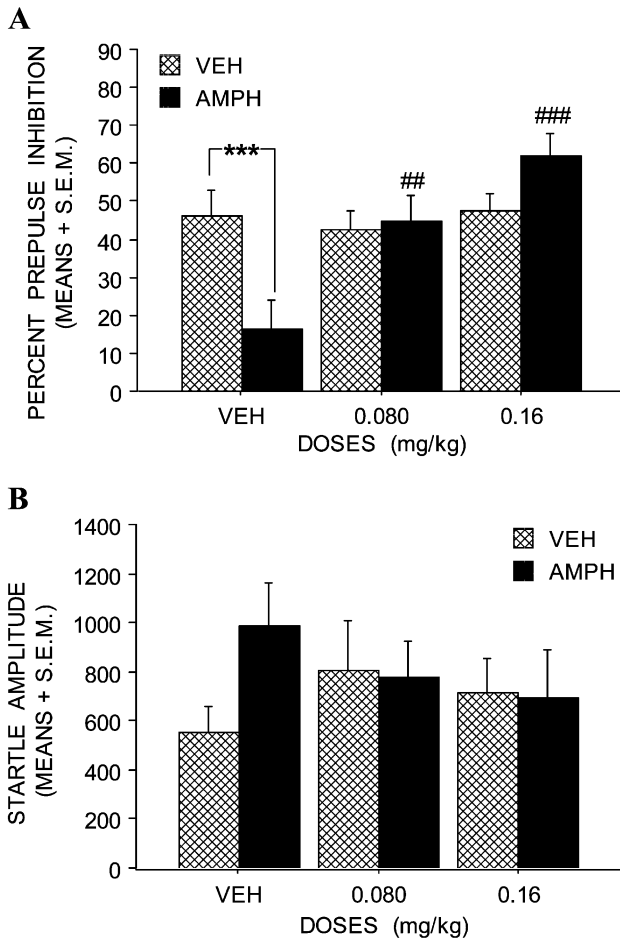 A
PERCENT PREPULSE INHIBITION
(MEANS + S.E.M.)
90
80
70
60
50
40
30
20
10
0
VEH
AMPH
***
##
###
VEH
0.080
0.16
DOSES (mg/kg)
B
STARTLE AMPLITUDE
(MEANS + S.E.M.)
1400
1200
1000
800
600
400
200
0
VEH
AMPH
VEH
0.080
0.16
DOSES (mg/kg)